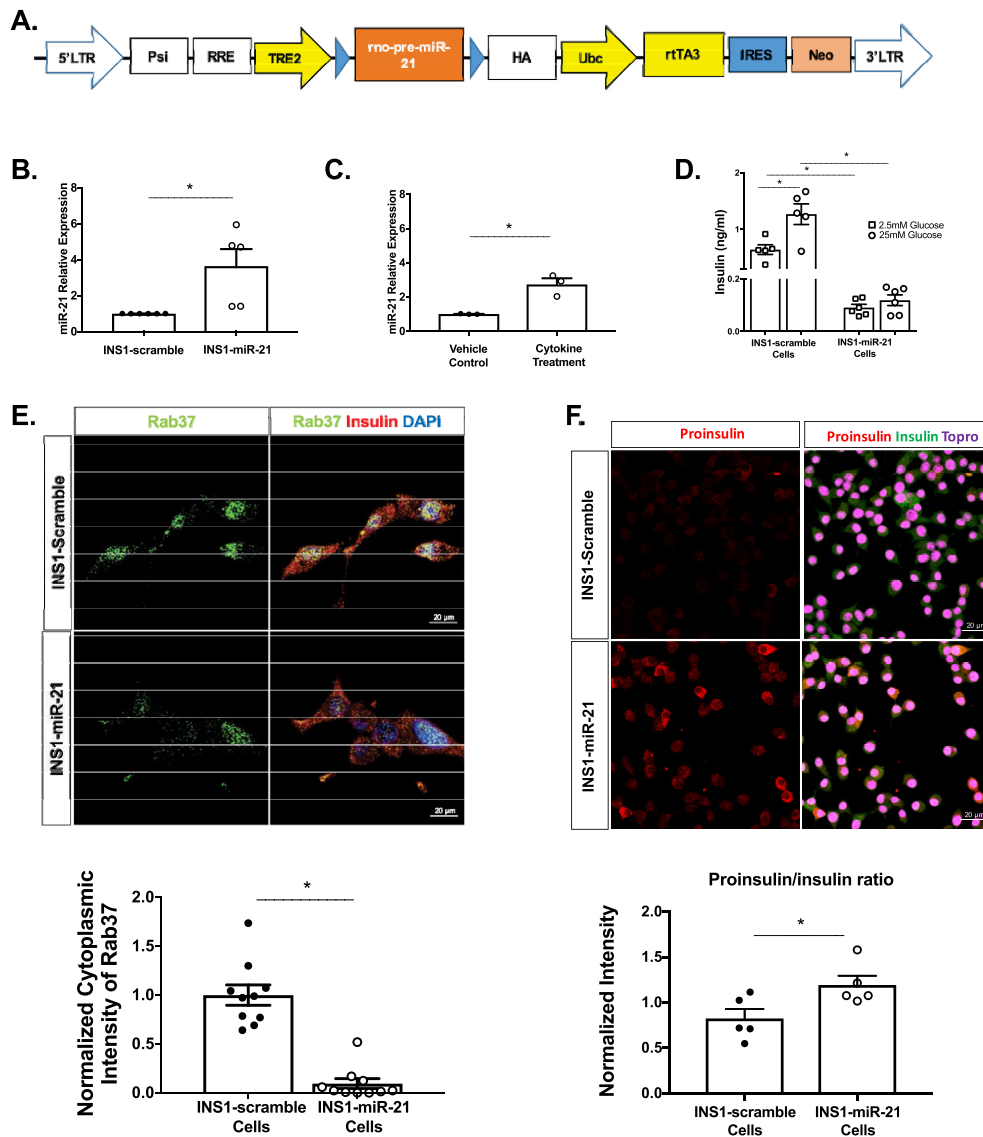 A.
5'LTR Psi RRE TRE2 rno-pre-miR-
21 HA Ubc rtTA3 IRES Neo 3'LTR
B.
miR-21 Relative Expression
8
6
4
2
0
*
INS1-scramble INS1-miR-21
C.
miR-21 Relative Expression
8
6
4
2
0
*
Vehicle
Control
Cytokine
Treatment
D.
Insulin (ng/ml)
2
1
0.2
0.0
*
*
*
2.5mM Glucose
25mM Glucose
INS1-scramble
Cells
INS1-miR-21
Cells
E.
Rab37
Rab37 Insulin DAPi
INS1-Scramble
20 µm
INS1-miR-21
20 µm
Normalized Cytoplasmic
Intensity of Rab37
2.0
1.5
1.0
0.5
0.0
*
INS1-scramble
Cells
INS1-miR-21
Cells
F.
Proinsulin
Proinsulin Insulin Topro
INS1-Scramble
20 µm
INS1-miR-21
20 µm
Proinsulin/insulin ratio
Normalized Intensity
2.0
1.5
1.0
0.5
0.0
*
INS1-scramble
Cells
INS1-miR-21
Cells